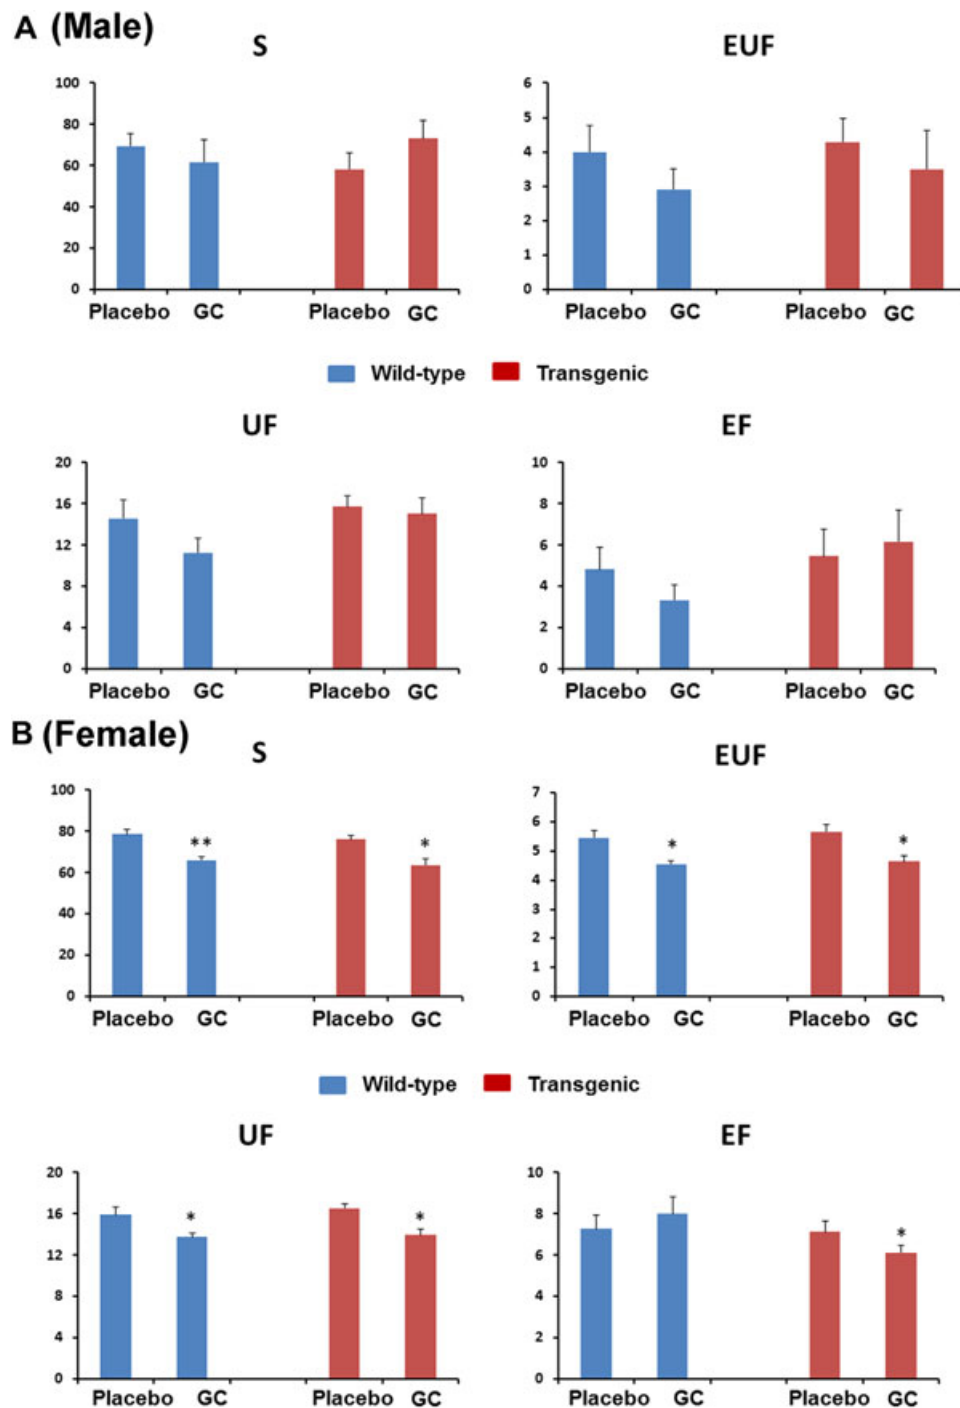 A (Male)
S
100
80
60
40
20
0
Placebo GC Placebo GC
EUF
6
5
4
3
2
1
0
Placebo GC Placebo GC
Wild-type Transgenic
UF
20
16
12
8
4
0
Placebo GC Placebo GC
EF
10
8
6
4
2
0
Placebo GC Placebo GC
B (Female)
S
100
80
60
40
20
0
** *
Placebo GC Placebo GC
EUF
7
6
5
4
3
2
1
0
* *
Placebo GC Placebo GC
Wild-type Transgenic
UF
20
16
12
8
4
0
* *
Placebo GC Placebo GC
EF
10
8
6
4
2
0
*
Placebo GC Placebo GC